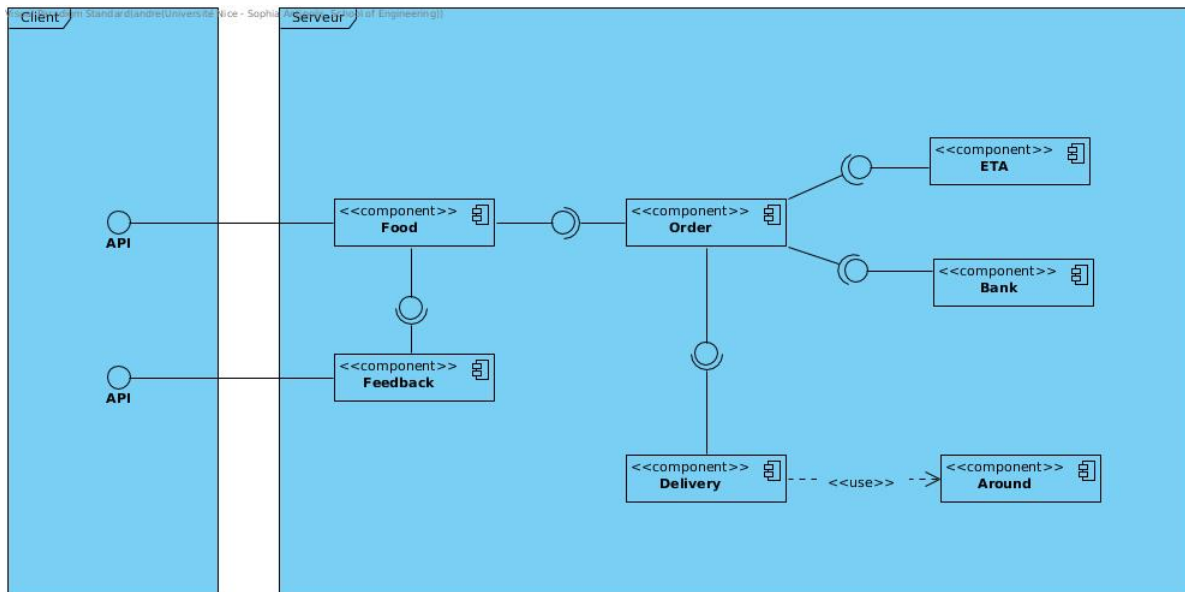 Client
Serveur
API
<<component>>
Food
<<component>>
Order
<<component>>
ETA
<<component>>
Bank
API
<<component>>
Feedback
<<component>>
Delivery
<<use>>
<<component>>
Around